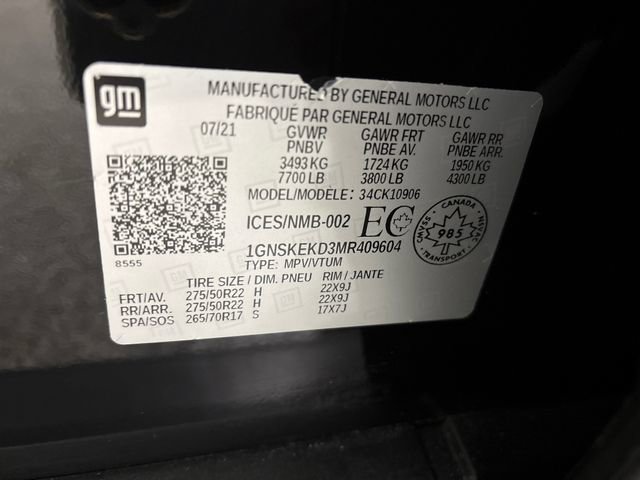 gm
MANUFACTURED BY GENERAL MOTORS LLC
FABRIQUÉ PAR GENERAL MOTORS LLC
07/21 GVWR GAWR FRT GAWR RR
PNBV PNBE AV. PNBE ARR.
3493 KG 1724 KG 1950 KG
7700 LB 3800 LB 4300 LB
MODEL/MODÈLE: 34CK10906
ICES/NMB-002 EC
CANADA
985
SSVNVC NSVAC
TRANSPORT
1GNSKEKD3MR409604
8555
TYPE: MPV/VTUM
TIRE SIZE / DIM. PNEU RIM / JANTE
FRT/AV. 275/50R22 H 22X9J
RR/ARR. 275/50R22 H 22X9J
SPA/SOS 265/70R17 S 17X7J